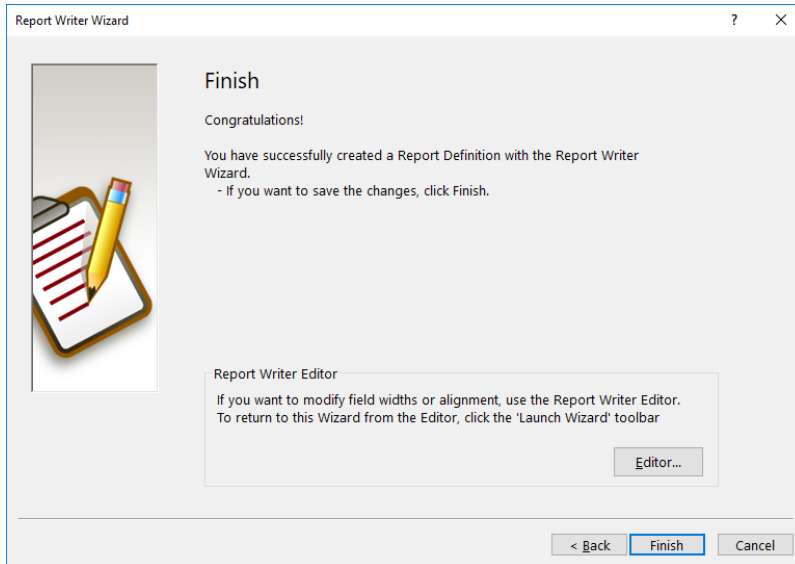 Report Writer Wizard
?
Finish
Congratulations!
You have successfully created a Report Definition with the Report Writer
Wizard.
- If you want to save the changes, click Finish.
Report Writer Editor
If you want to modify field widths or alignment, use the Report Writer Editor.
To return to this Wizard from the Editor, click the 'Launch Wizard' toolbar
Editor...
< Back
Finish
Cancel